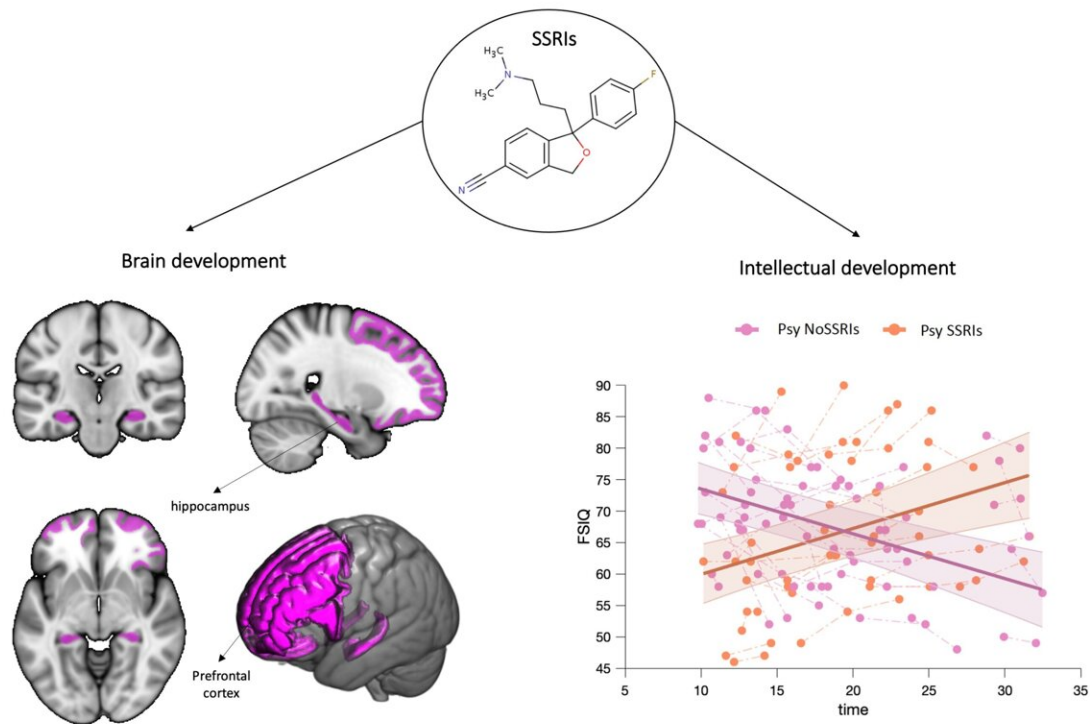 SSRIs
H₃C
N
H₃C
F
O
N
Brain development
Intellectual development
hippocampus
Prefrontal
cortex
Psy NoSSRIs
Psy SSRIs
90
85
80
75
70
65
60
55
50
45
FSIQ
5
10
15
20
25
30
35
time